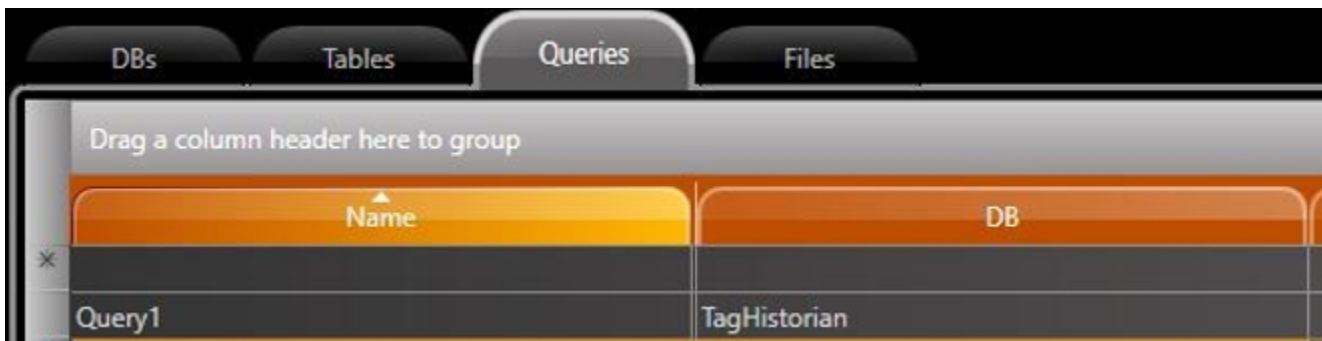 DBs Tables Queries Files
Drag a column header here to group
Name DB
Query1 TagHistorian